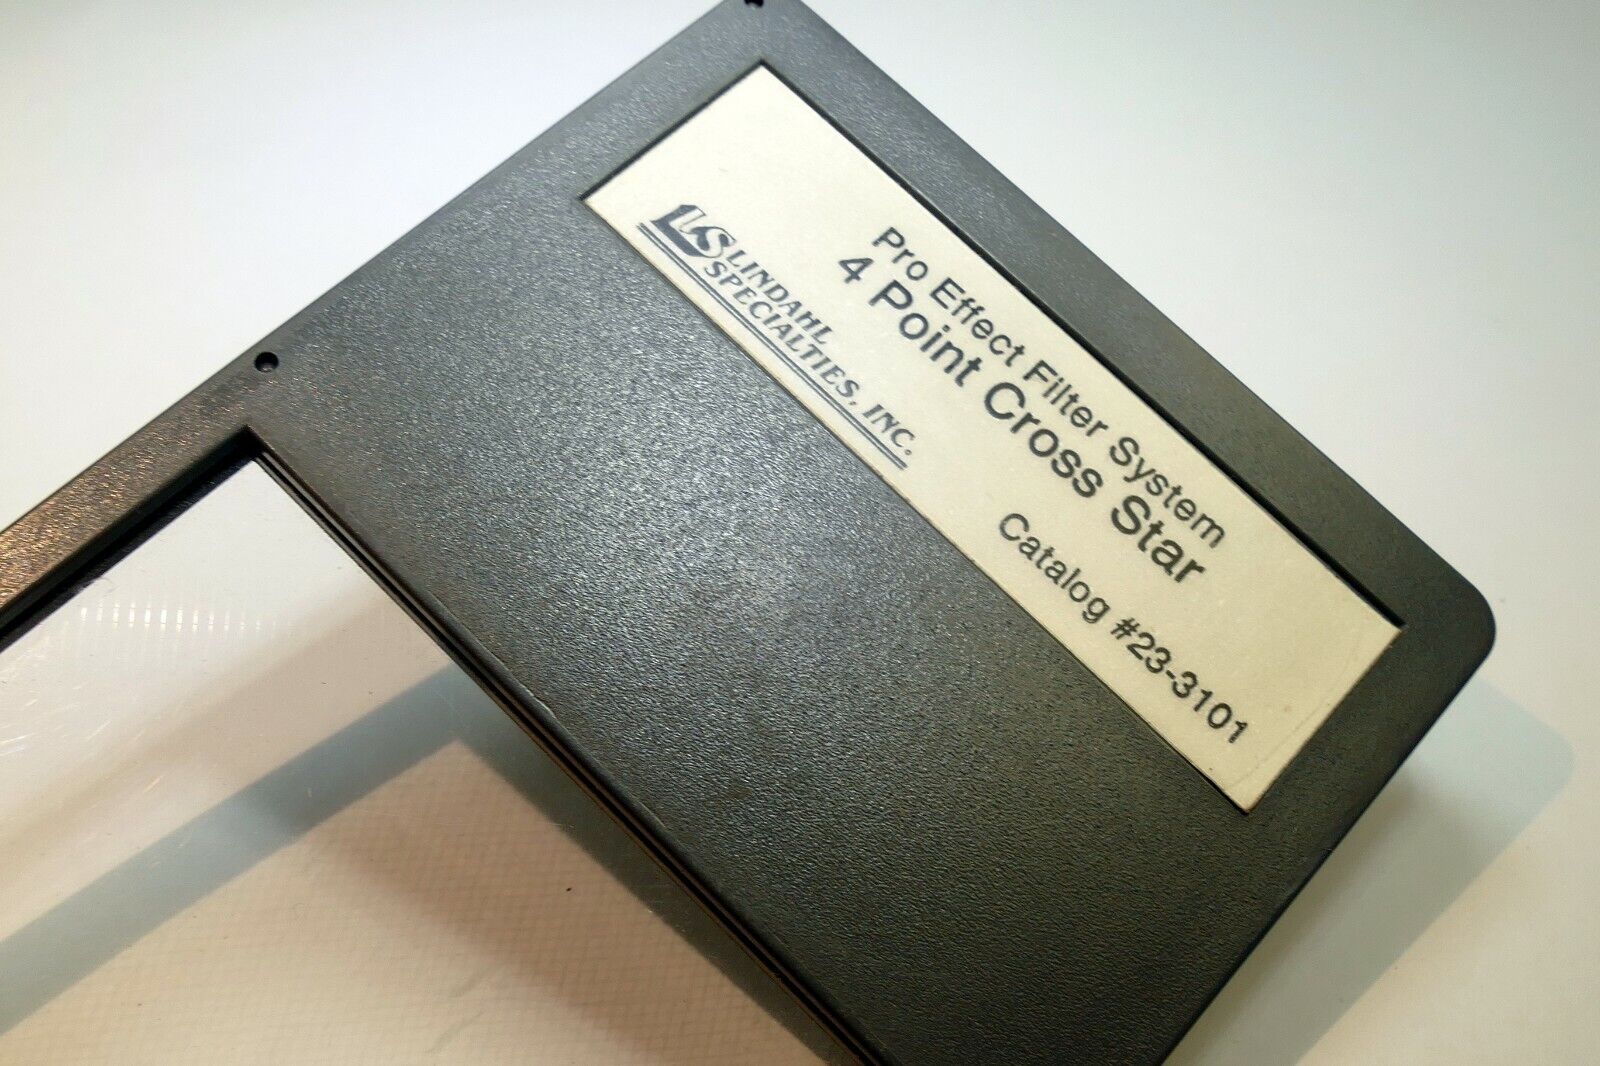 Pro Effect Filter System
4 Point Cross Star
LS LINDAHL
SPECIALTIES, INC.
Catalog #23-3101